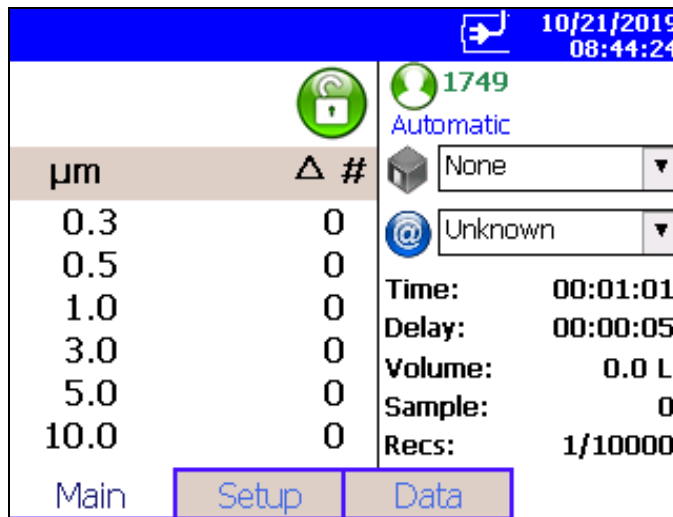 10/21/2019
08:44:24
1749
Automatic
µm Δ #
None
0.3 0
Unknown
0.5 0
1.0 0
3.0 0
5.0 0
10.0 0
Time: 00:01:01
Delay: 00:00:05
Volume: 0.0 L
Sample: 0
Recs: 1/10000
Main Setup Data